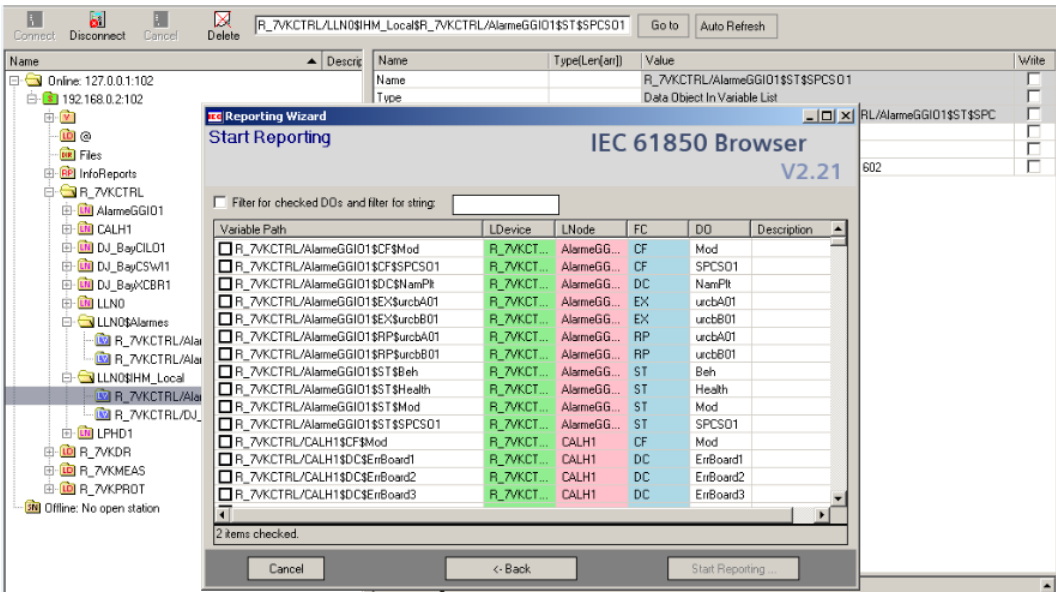 Connect Disconnect Cancel Delete R_7VKCTRL/LLN0$IHM_Local$R_7VKCTRL/AlarmeGGIO1$ST$SPCSO1 Go to Auto Refresh
Name Descrip Name Type(Len[arr]) Value Write
Online: 127.0.0.1:102
Name R_7VKCTRL/AlarmeGGIO1$ST$SPCSO1
192.168.0.2:102
Type Data Object In Variable List
RL/AlarmeGGIO1$ST$SPC
602
@
Files
InfoReports
R_7VKCTRL
AlarmeGGIO1
CALH1
DJ_BayCILO1
DJ_BayCSWI1
DJ_BayXCBR1
LLN0
LLN0$Alarmes
R_7VKCTRL/Alar
R_7VKCTRL/Alar
LLN0$IHM_Local
R_7VKCTRL/Alar
R_7VKCTRL/DJ_
LPHD1
R_7VKDR
R_7VKMEAS
R_7VKPROT
Offline: No open station
Reporting Wizard
Start Reporting
IEC 61850 Browser
V2.21
Filter for checked DOs and filter for string:
Variable Path LDevice LNode FC DO Description
R_7VKCTRL/AlarmeGGIO1$CF$Mod R_7VKCT... AlarmeGG... CF Mod
R_7VKCTRL/AlarmeGGIO1$CF$SPCSO1 R_7VKCT... AlarmeGG... CF SPCSO1
R_7VKCTRL/AlarmeGGIO1$DC$NamPlt R_7VKCT... AlarmeGG... DC NamPlt
R_7VKCTRL/AlarmeGGIO1$EX$urcbA01 R_7VKCT... AlarmeGG... EX urcbA01
R_7VKCTRL/AlarmeGGIO1$EX$urcbB01 R_7VKCT... AlarmeGG... EX urcbB01
R_7VKCTRL/AlarmeGGIO1$RP$urcbA01 R_7VKCT... AlarmeGG... RP urcbA01
R_7VKCTRL/AlarmeGGIO1$RP$urcbB01 R_7VKCT... AlarmeGG... RP urcbB01
R_7VKCTRL/AlarmeGGIO1$ST$Beh R_7VKCT... AlarmeGG... ST Beh
R_7VKCTRL/AlarmeGGIO1$ST$Health R_7VKCT... AlarmeGG... ST Health
R_7VKCTRL/AlarmeGGIO1$ST$Mod R_7VKCT... AlarmeGG... ST Mod
R_7VKCTRL/AlarmeGGIO1$ST$SPCSO1 R_7VKCT... AlarmeGG... ST SPCSO1
R_7VKCTRL/CALH1$CF$Mod R_7VKCT... CALH1 CF Mod
R_7VKCTRL/CALH1$DC$ErrBoard1 R_7VKCT... CALH1 DC ErrBoard1
R_7VKCTRL/CALH1$DC$ErrBoard2 R_7VKCT... CALH1 DC ErrBoard2
R_7VKCTRL/CALH1$DC$ErrBoard3 R_7VKCT... CALH1 DC ErrBoard3
2 items checked.
Cancel <- Back Start Reporting ...